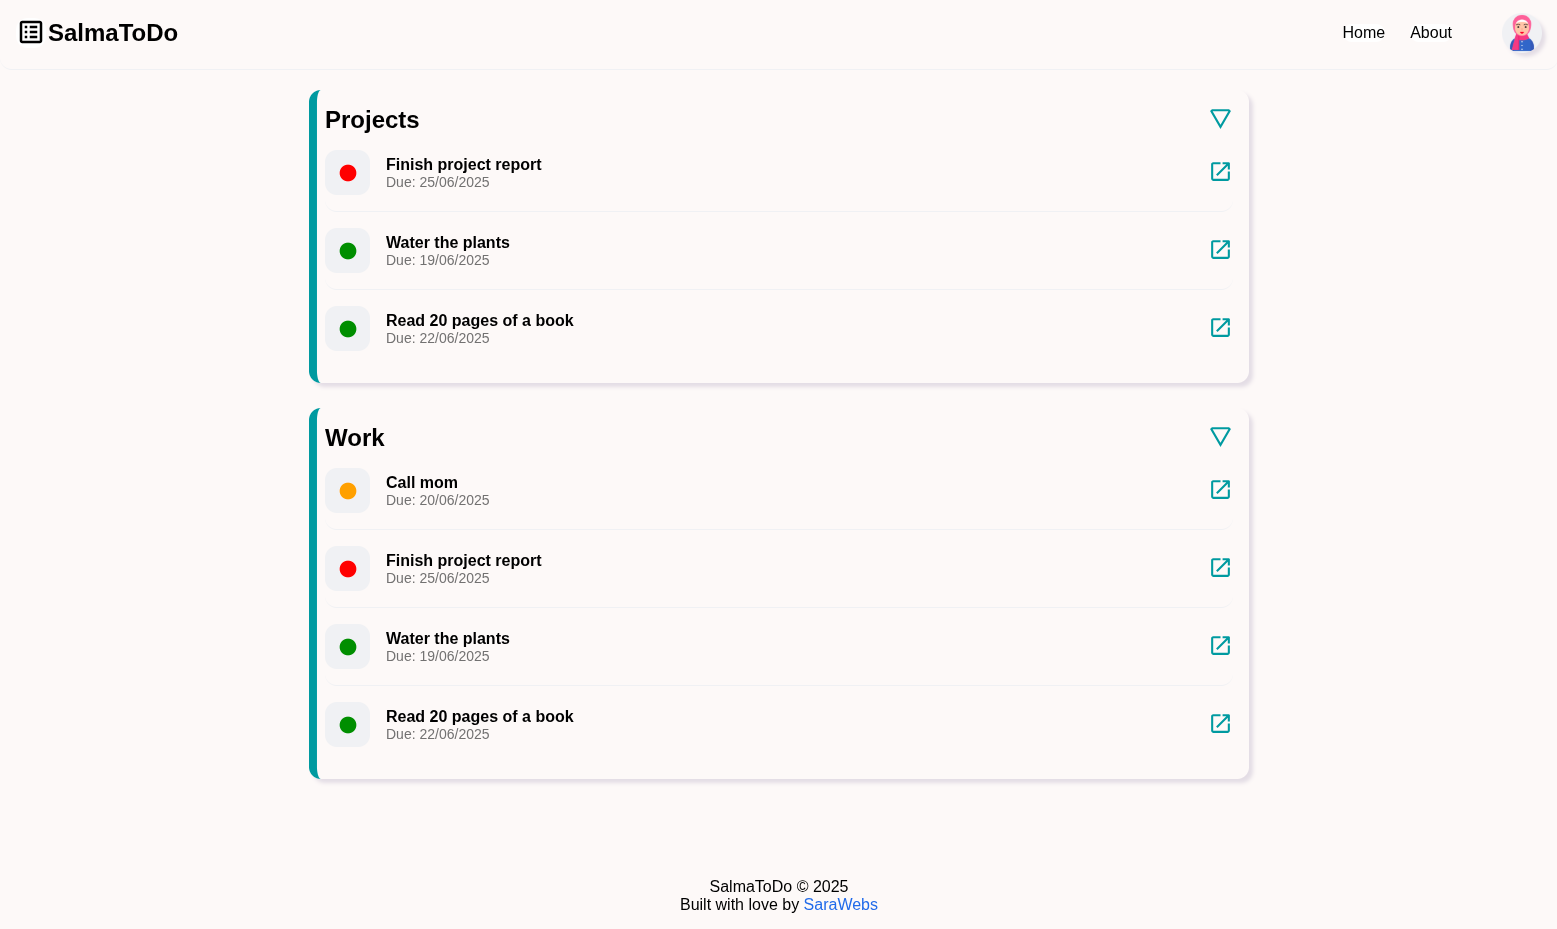 SalmaToDo
Home
About
Projects
Finish project report
Due: 25/06/2025
Water the plants
Due: 19/06/2025
Read 20 pages of a book
Due: 22/06/2025
Work
Call mom
Due: 20/06/2025
Finish project report
Due: 25/06/2025
Water the plants
Due: 19/06/2025
Read 20 pages of a book
Due: 22/06/2025
SalmaToDo © 2025
Built with love by SaraWebs